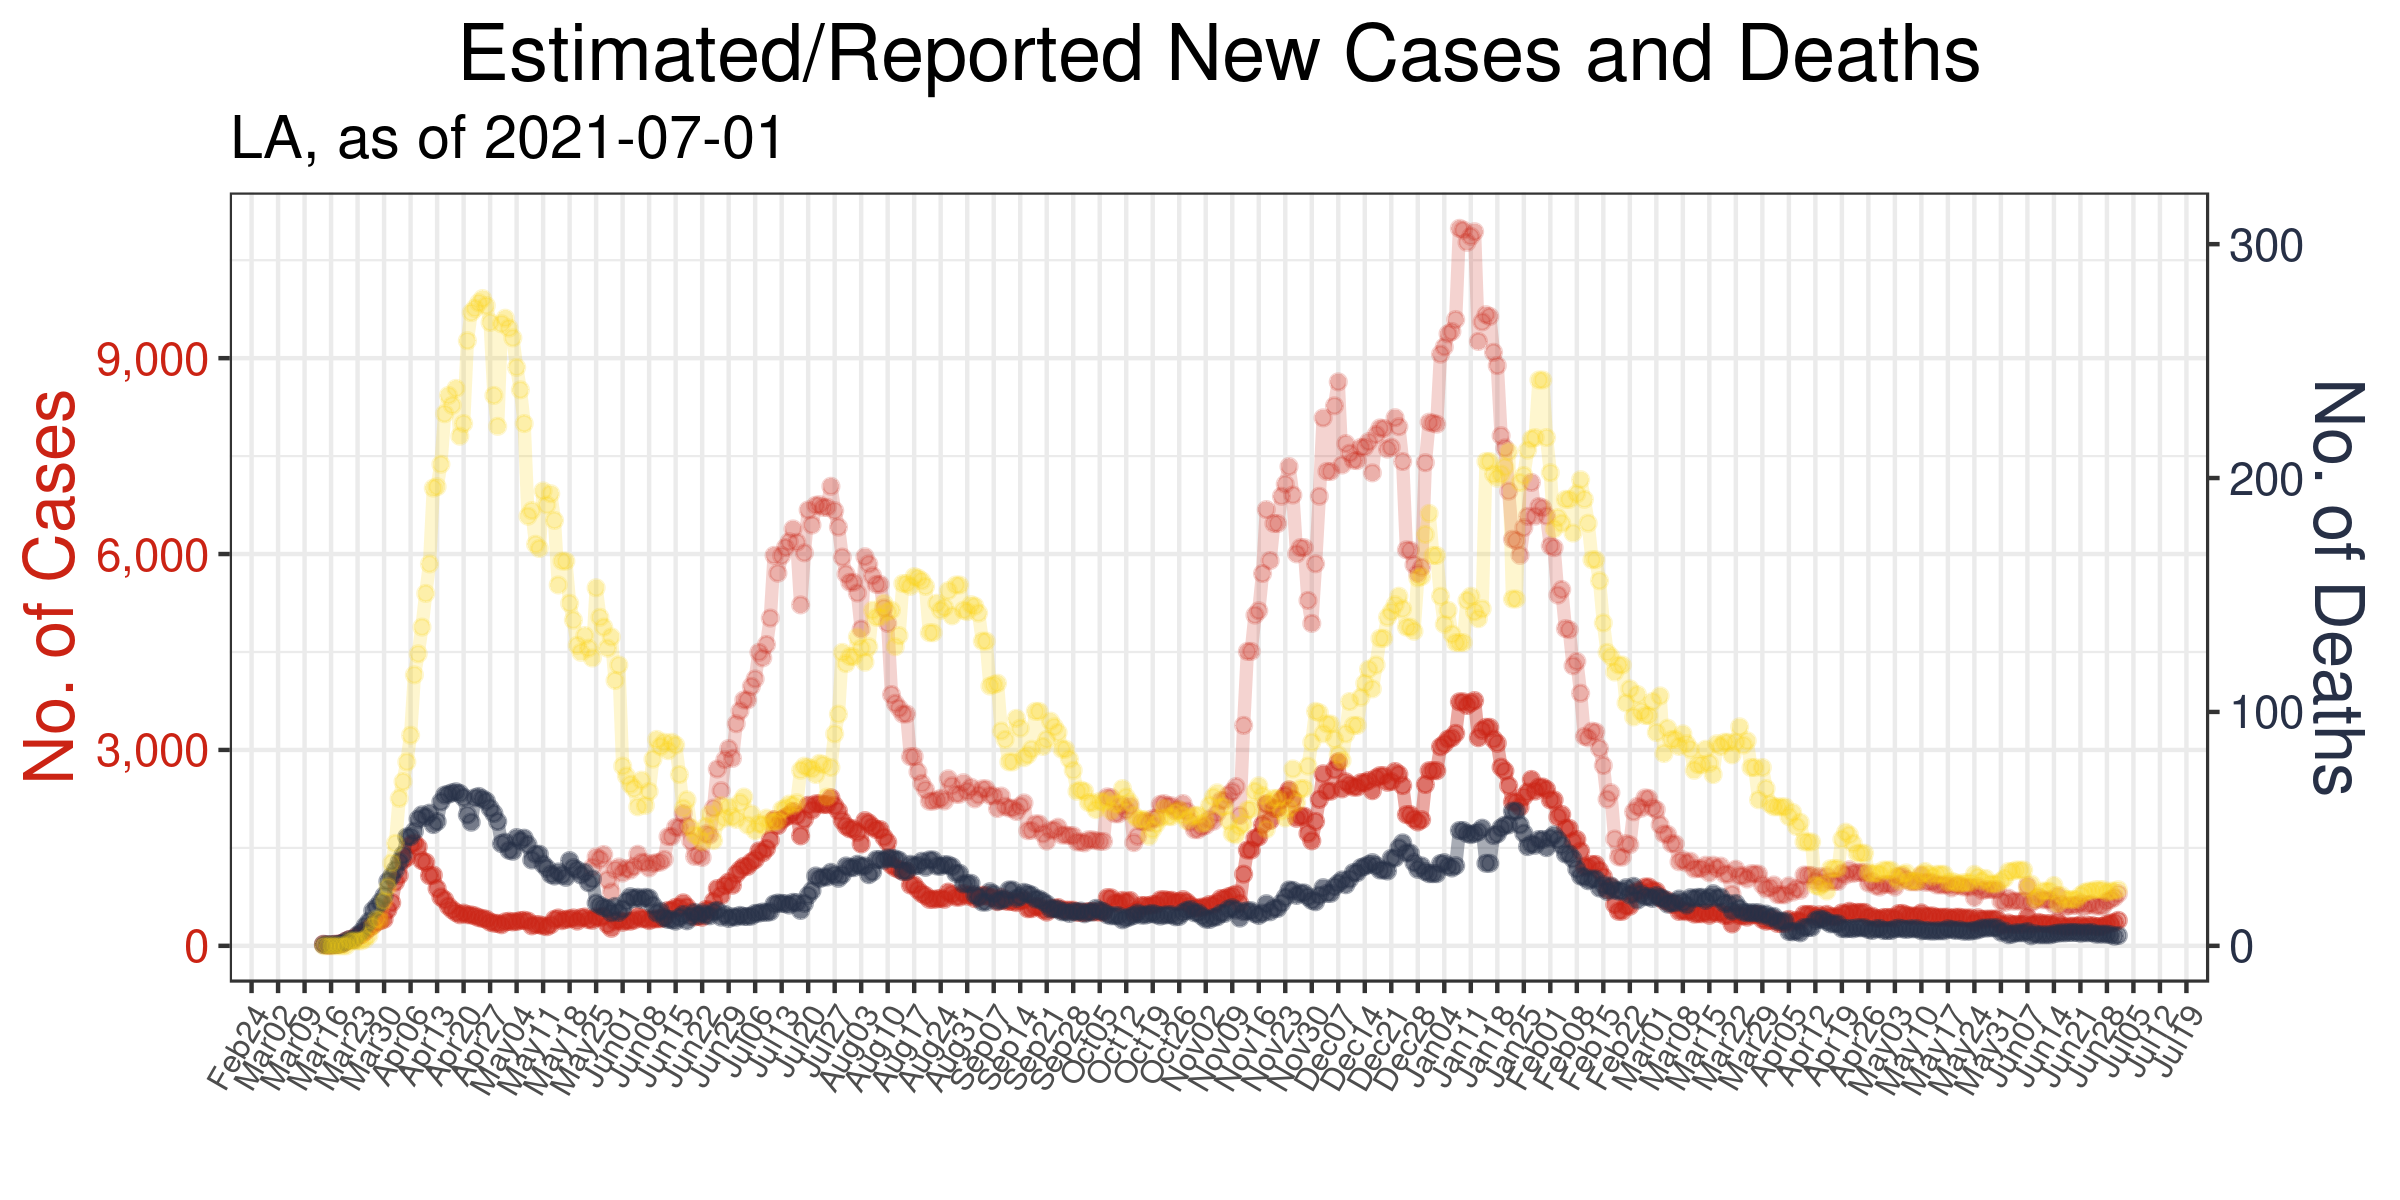 Estimated/Reported New Cases and Deaths
LA, as of 2021-07-01
No. of Cases
9,000
6,000
3,000
0
300
200
100
0
No. of Deaths
Feb24
Mar02
Mar09
Mar16
Mar23
Mar30
Apr06
Apr13
Apr20
Apr27
May04
May11
May18
May25
Jun01
Jun08
Jun15
Jun22
Jun29
Jul06
Jul13
Jul20
Jul27
Aug03
Aug10
Aug17
Aug24
Aug31
Sep07
Sep14
Sep21
Sep28
Oct05
Oct12
Oct19
Oct26
Nov02
Nov09
Nov16
Nov23
Nov30
Dec07
Dec14
Dec21
Dec28
Jan04
Jan11
Jan18
Jan25
Feb01
Feb08
Feb15
Feb22
Mar01
Mar08
Mar15
Mar22
Mar29
Apr05
Apr12
Apr19
Apr26
May03
May10
May17
May24
May31
Jun07
Jun14
Jun21
Jun28
Jul05
Jul12
Jul19